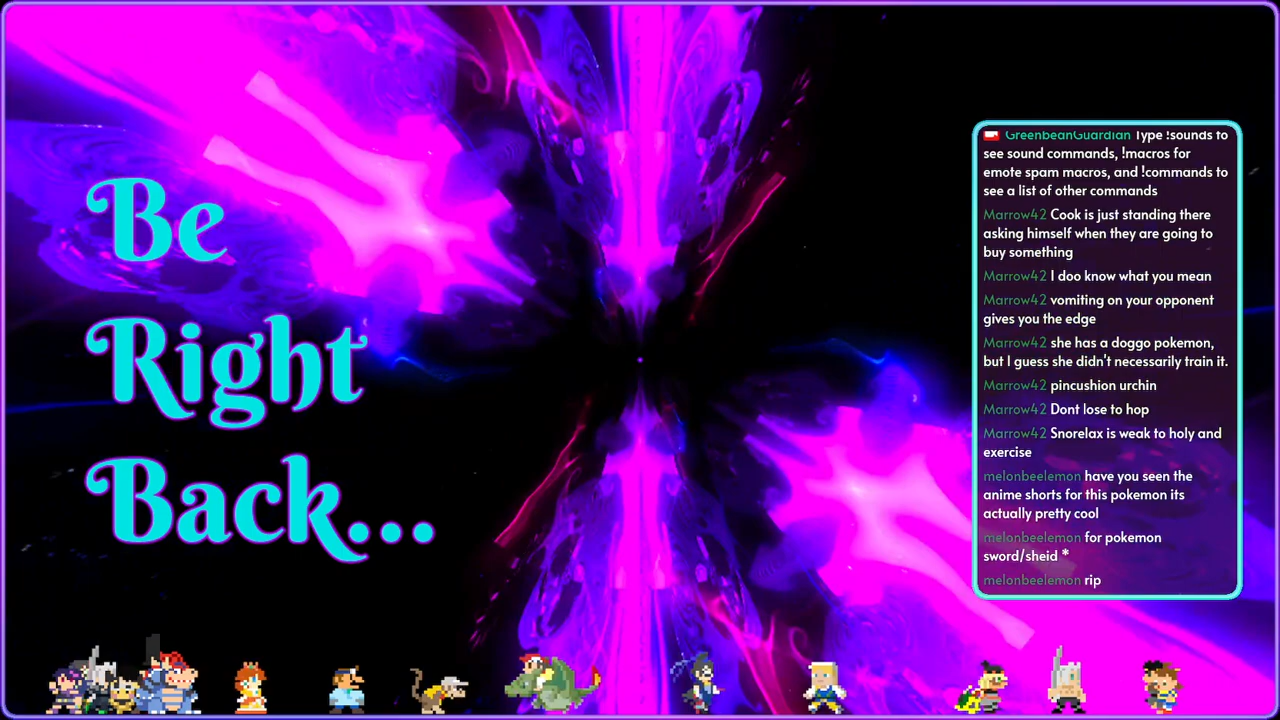 Be
Right
Back...
GreenbeanGuardian Type !sounds to
see sound commands, !macros for
emote spam macros, and !commands to
see a list of other commands
Marrow42 Cook is just standing there
asking himself when they are going to
buy something
Marrow42 I doo know what you mean
Marrow42 vomiting on your opponent
gives you the edge
Marrow42 she has a doggo pokemon,
but I guess she didn't necessarily train it.
Marrow42 pincushion urchin
Marrow42 Dont lose to hop
Marrow42 Snorelax is weak to holy and
exercise
melonbeelemon have you seen the
anime shorts for this pokemon its
actually pretty cool
melonbeelemon for pokemon
sword/sheid *
melonbeelemon rip